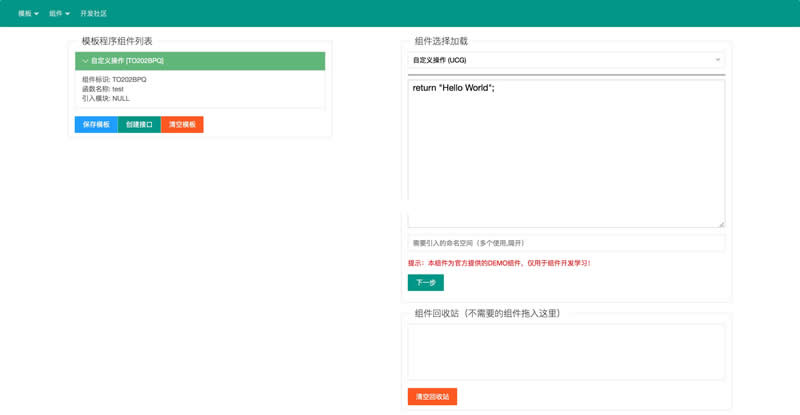 模板 组件 开发社区
模板程序组件列表
自定义操作 [TO202BPQ]
组件标识: TO202BPQ
函数名称: test
引入模块: NULL
保存模板 创建接口 清空模板
组件选择加载
自定义操作 (UCG)
return "Hello World";
需要引入的命名空间（多个使用,隔开）
提示：本组件为官方提供的DEMO组件，仅用于组件开发学习！
下一步
组件回收站（不需要的组件拖入这里）
清空回收站